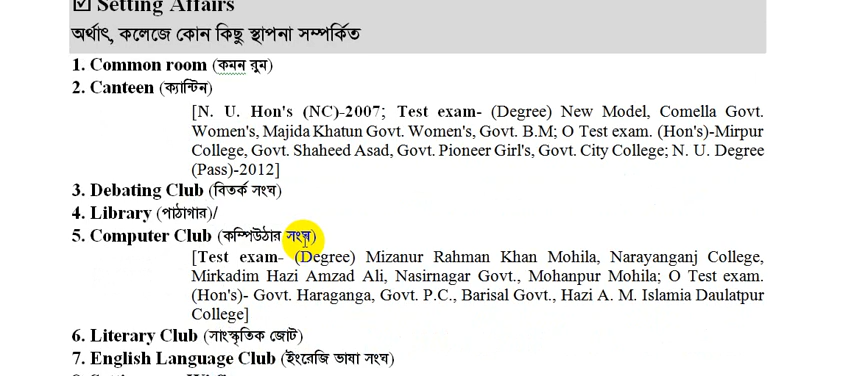 ☑ Setting Affairs
অর্থাৎ, কলেজে কোন কিছু স্থাপনা সম্পর্কিত
1. Common room (কমন রুম)
2. Canteen (ক্যান্টিন)
[N. U. Hon's (NC)-2007; Test exam- (Degree) New Model, Comella Govt.
Women's, Majida Khatun Govt. Women's, Govt. B.M; O Test exam. (Hon's)-Mirpur
College, Govt. Shaheed Asad, Govt. Pioneer Girl's, Govt. City College; N. U. Degree
(Pass)-2012]
3. Debating Club (বিতর্ক সংঘ)
4. Library (পাঠাগার)/
5. Computer Club (কম্পিউঠার সংঘ)
[Test exam- (Degree) Mizanur Rahman Khan Mohila, Narayanganj College,
Mirkadim Hazi Amzad Ali, Nasirnagar Govt., Mohanpur Mohila; O Test exam.
(Hon's)- Govt. Haraganga, Govt. P.C., Barisal Govt., Hazi A. M. Islamia Daulatpur
College]
6. Literary Club (সাংস্কৃতিক জোট)
7. English Language Club (ইংরেজি ভাষা সংঘ)